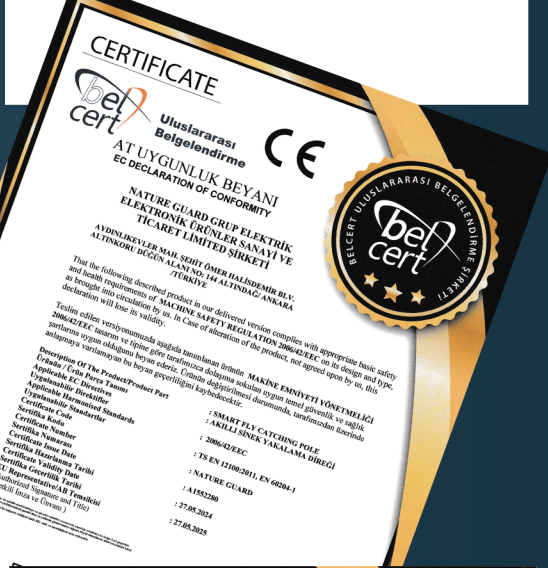 CERTIFICATE
bel cert
Uluslararası
Belgelendirme
CE
AT UYGUNLUK BEYANI
EC DECLARATION OF CONFORMITY
NATURE GUARD GRUP ELEKTRİK
ELEKTRONİK ÜRÜNLER SANAYİ VE
TİCARET LİMİTED ŞİRKETİ
AYDINLIKEVLER MAH. ŞEHİT ÖMER HALİSDEMİR BLV.
ALTINKORU DÜĞÜN ALANI NO: 144 ALTINDAĞ/ ANKARA
/TÜRKİYE
That the following described product in our delivered version complies with appropriate basic safety
and health requirements of MACHINE SAFETY REGULATION 2006/42/EEC on its design and type,
as brought into circulation by us. In Case of alteration of the product, not agreed upon by us, this
declaration will lose its validity.
Teslim edilen versiyonumuzda aşağıda tanımlanan ürünün MAKİNE EMNİYETİ YÖNETMELİĞİ
2006/42/EEC tasarım ve tipine göre tarafımızca dolaşıma sokulan uygun temel güvenlik ve sağlık
şartlarına uygun olduğunu beyan ederiz. Ürünün değiştirilmesi durumunda, tarafımızdan üzerinde
anlaşmaya varılamayan bu beyan geçerliliğini kaybedecektir.
Description Of The Product/Product Part : SMART FLY CATCHING POLE
Ürünün / Ürün Parça Tanımı : AKILLI SİNEK YAKALAMA DİREĞİ
Applicable EC Directives
Uygulanabilir Direktifler : 2006/42/EEC
Applicable Harmonised Standards
Uygulanabilir Standartlar : TS EN 12100:2011, EN 60204-1
Certificate Code
Sertifika Kodu : NATURE GUARD
Certificate Number
Sertifika Numarası : A1552280
Certificate Issue Date
Sertifika Hazırlanma Tarihi : 27.05.2024
Certificate Validity Date
Sertifika Geçerlilik Tarihi : 27.05.2025
EU Representative/AB Temsilcisi
Authorized Signature and Title)
etkili İmza ve Ünvanı )
BELCERT ULUSLARARASI BELGELENDİRME ŞİRKETİ
bel cert